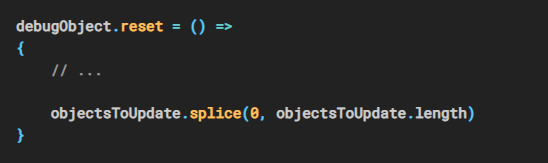 debugObject.reset = () =>
{
    // ...
    objectsToUpdate.splice(0, objectsToUpdate.length)
}